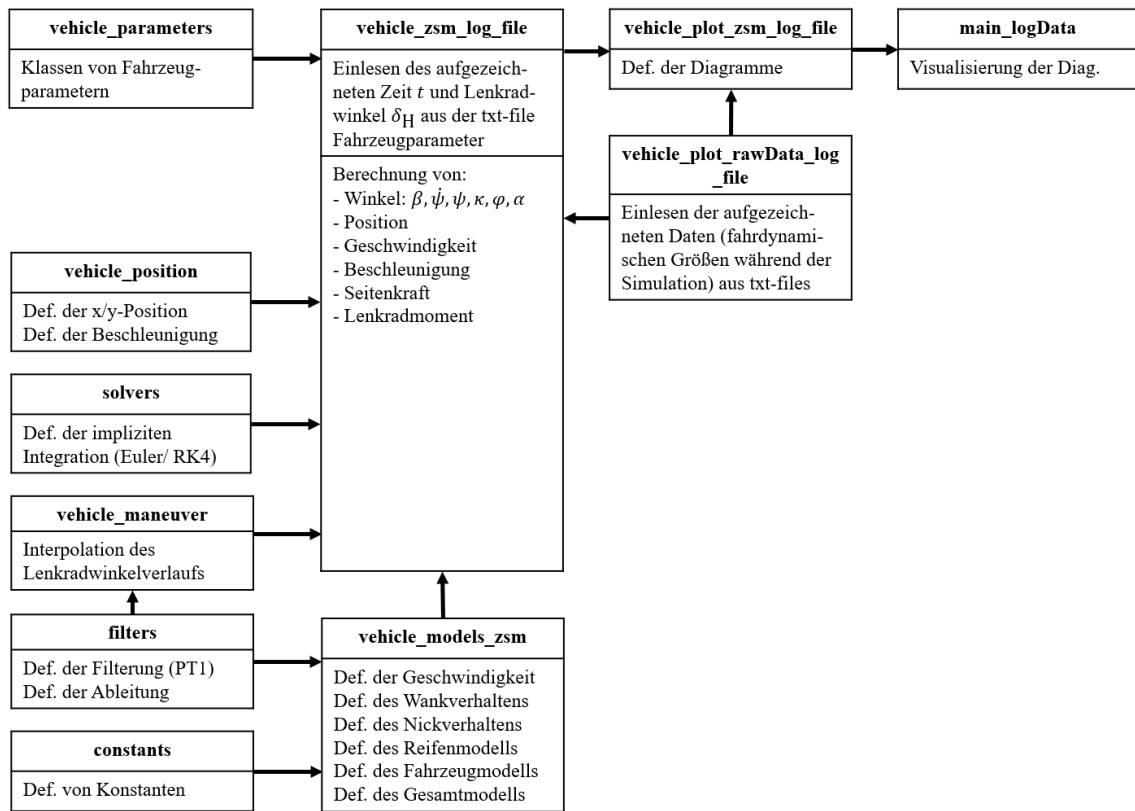 vehicle_parameters
Klassen von Fahrzeug-
parametern
vehicle_zsm_log_file
Einlesen des aufgezeich-
neten Zeit t und Lenkrad-
winkel δ_H aus der txt-file
Fahrzeugparameter
Berechnung von:
- Winkel: β, ψ̇, ψ, κ, φ, α
- Position
- Geschwindigkeit
- Beschleunigung
- Seitenkraft
- Lenkradmoment
vehicle_plot_zsm_log_file
Def. der Diagramme
main_logData
Visualisierung der Diag.
vehicle_plot_rawData_log
_file
Einlesen der aufgezeich-
neten Daten (fahrdynami-
schen Größen während der
Simulation) aus txt-files
vehicle_position
Def. der x/y-Position
Def. der Beschleunigung
solvers
Def. der impliziten
Integration (Euler/ RK4)
vehicle_maneuver
Interpolation des
Lenkradwinkelverlaufs
filters
Def. der Filterung (PT1)
Def. der Ableitung
constants
Def. von Konstanten
vehicle_models_zsm
Def. der Geschwindigkeit
Def. des Wankverhaltens
Def. des Nickverhaltens
Def. des Reifenmodells
Def. des Fahrzeugmodells
Def. des Gesamtmodells